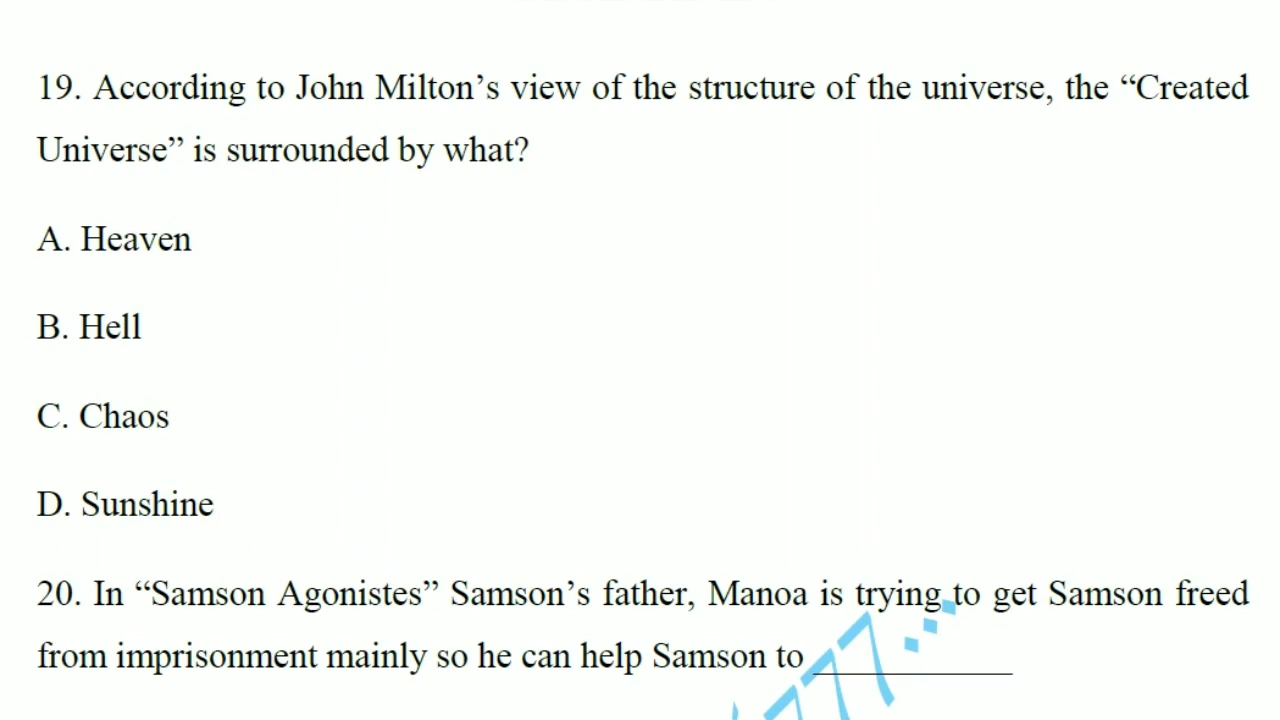 19. According to John Milton’s view of the structure of the universe, the “Created
Universe” is surrounded by what?
A. Heaven
B. Hell
C. Chaos
D. Sunshine
20. In “Samson Agonistes” Samson’s father, Manoa is trying to get Samson freed
from imprisonment mainly so he can help Samson to ___________